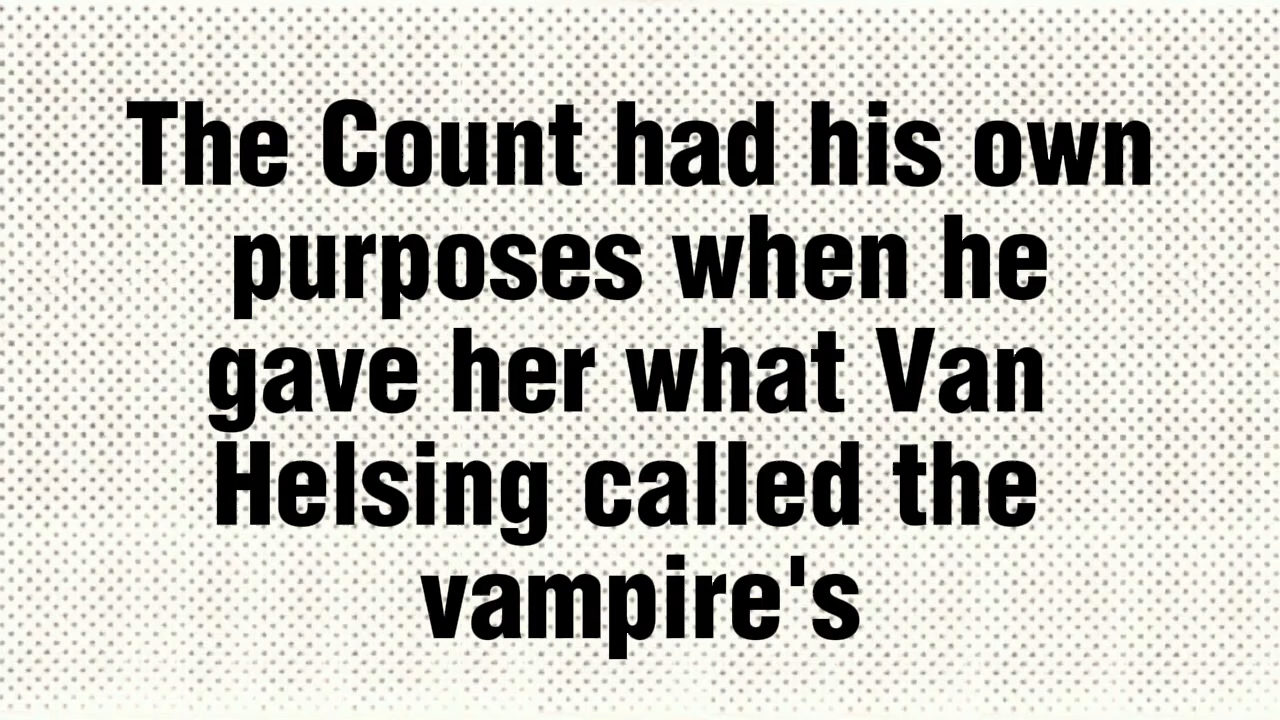 The Count had his own
purposes when he
gave her what Van
Helsing called the
vampire's